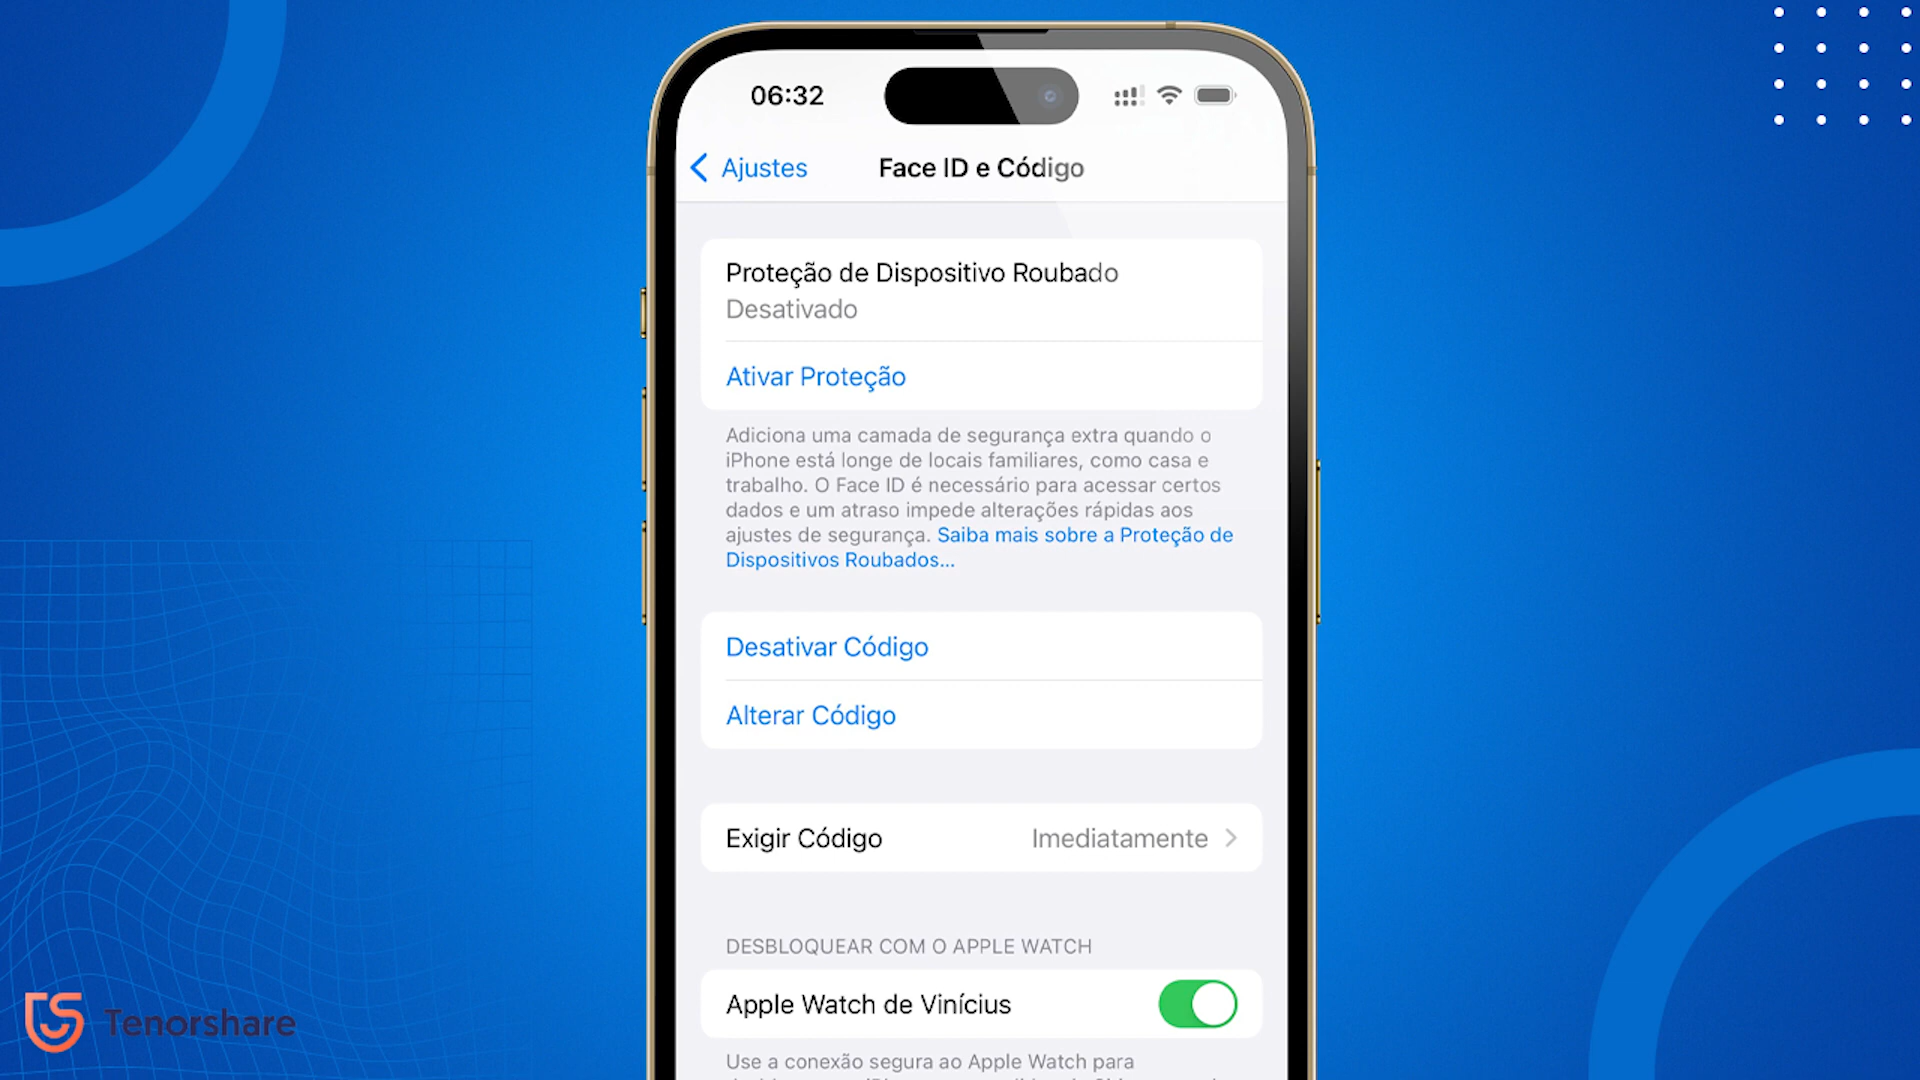 06:32
Ajustes
Face ID e Código
Proteção de Dispositivo Roubado
Desativado
Ativar Proteção
Adiciona uma camada de segurança extra quando o
iPhone está longe de locais familiares, como casa e
trabalho. O Face ID é necessário para acessar certos
dados e um atraso impede alterações rápidas aos
ajustes de segurança. Saiba mais sobre a Proteção de
Dispositivos Roubados...
Desativar Código
Alterar Código
Exigir Código Imediatamente
DESBLOQUEAR COM O APPLE WATCH
Apple Watch de Vinícius
Use a conexão segura ao Apple Watch para
Tenorshare